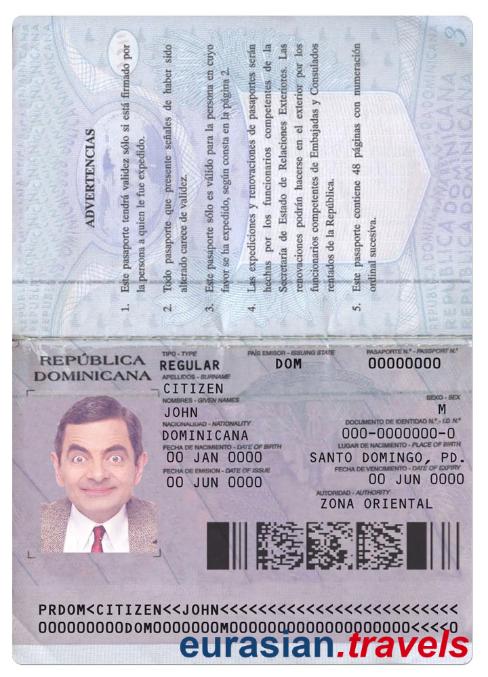 ADVERTENCIAS
1. Este pasaporte tendrá validez sólo si está firmado por
la persona a quien le fue expedido.
2. Todo pasaporte que presente señales de haber sido
alterado carece de validez.
3. Este pasaporte sólo es válido para la persona en cuyo
favor se ha expedido, según consta en la página 2.
4. Las expediciones y renovaciones de pasaportes serán
hechas por los funcionarios competentes de la
Secretaría de Estado de Relaciones Exteriores. Las
renovaciones podrán hacerse en el exterior por los
funcionarios competentes de Embajadas y Consulados
rentados de la República.
5. Este pasaporte contiene 48 páginas con numeración
ordinal sucesiva.
3
REPÚBLICA
DOMINICANA
TIPO - TYPE PAÍS EMISOR - ISSUING STATE PASAPORTE N.º - PASSPORT N.º
REGULAR DOM 00000000
APELLIDOS - SURNAME
CITIZEN
NOMBRES - GIVEN NAMES SEXO - SEX
JOHN M
NACIONALIDAD - NATIONALITY DOCUMENTO DE IDENTIDAD N.º - I.D. N.º
DOMINICANA 000-0000000-0
FECHA DE NACIMIENTO - DATE OF BIRTH LUGAR DE NACIMIENTO - PLACE OF BIRTH
00 JAN 0000 SANTO DOMINGO, PD.
FECHA DE EMISION - DATE OF ISSUE FECHA DE VENCIMIENTO - DATE OF EXPIRY
00 JUN 0000 00 JUN 0000
AUTORIDAD - AUTHORITY
ZONA ORIENTAL
PRDOM<CITIZEN<<JOHN<<<<<<<<<<<<<<<<<<<<<<<<<
000000000DOM0000000M00000000000000000000<<<<0
eurasian.travels